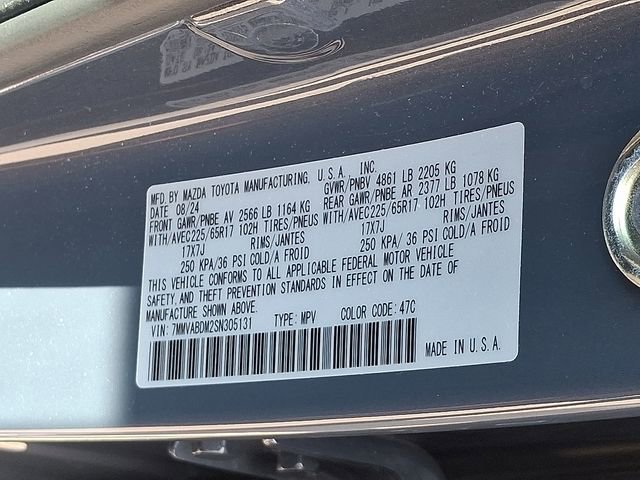 MFD. BY MAZDA TOYOTA MANUFACTURING, U.S.A., INC.
DATE 08/24 GVWR/PNBV 4861 LB 2205 KG
FRONT GAWR/PNBE AV 2566 LB 1164 KG REAR GAWR/PNBE AR 2377 LB 1078 KG
WITH/AVEC225/65R17 102H TIRES/PNEUS WITH/AVEC225/65R17 102H TIRES/PNEUS
17X7J RIMS/JANTES 17X7J RIMS/JANTES
250 KPA/36 PSI COLD/A FROID 250 KPA/36 PSI COLD/A FROID
THIS VEHICLE CONFORMS TO ALL APPLICABLE FEDERAL MOTOR VEHICLE
SAFETY, AND THEFT PREVENTION STANDARDS IN EFFECT ON THE DATE OF
MANUFACTURE SHOWN ABOVE.
VIN: 7MMVABDM2SN305131 TYPE: MPV COLOR CODE: 47C
MADE IN U.S.A.